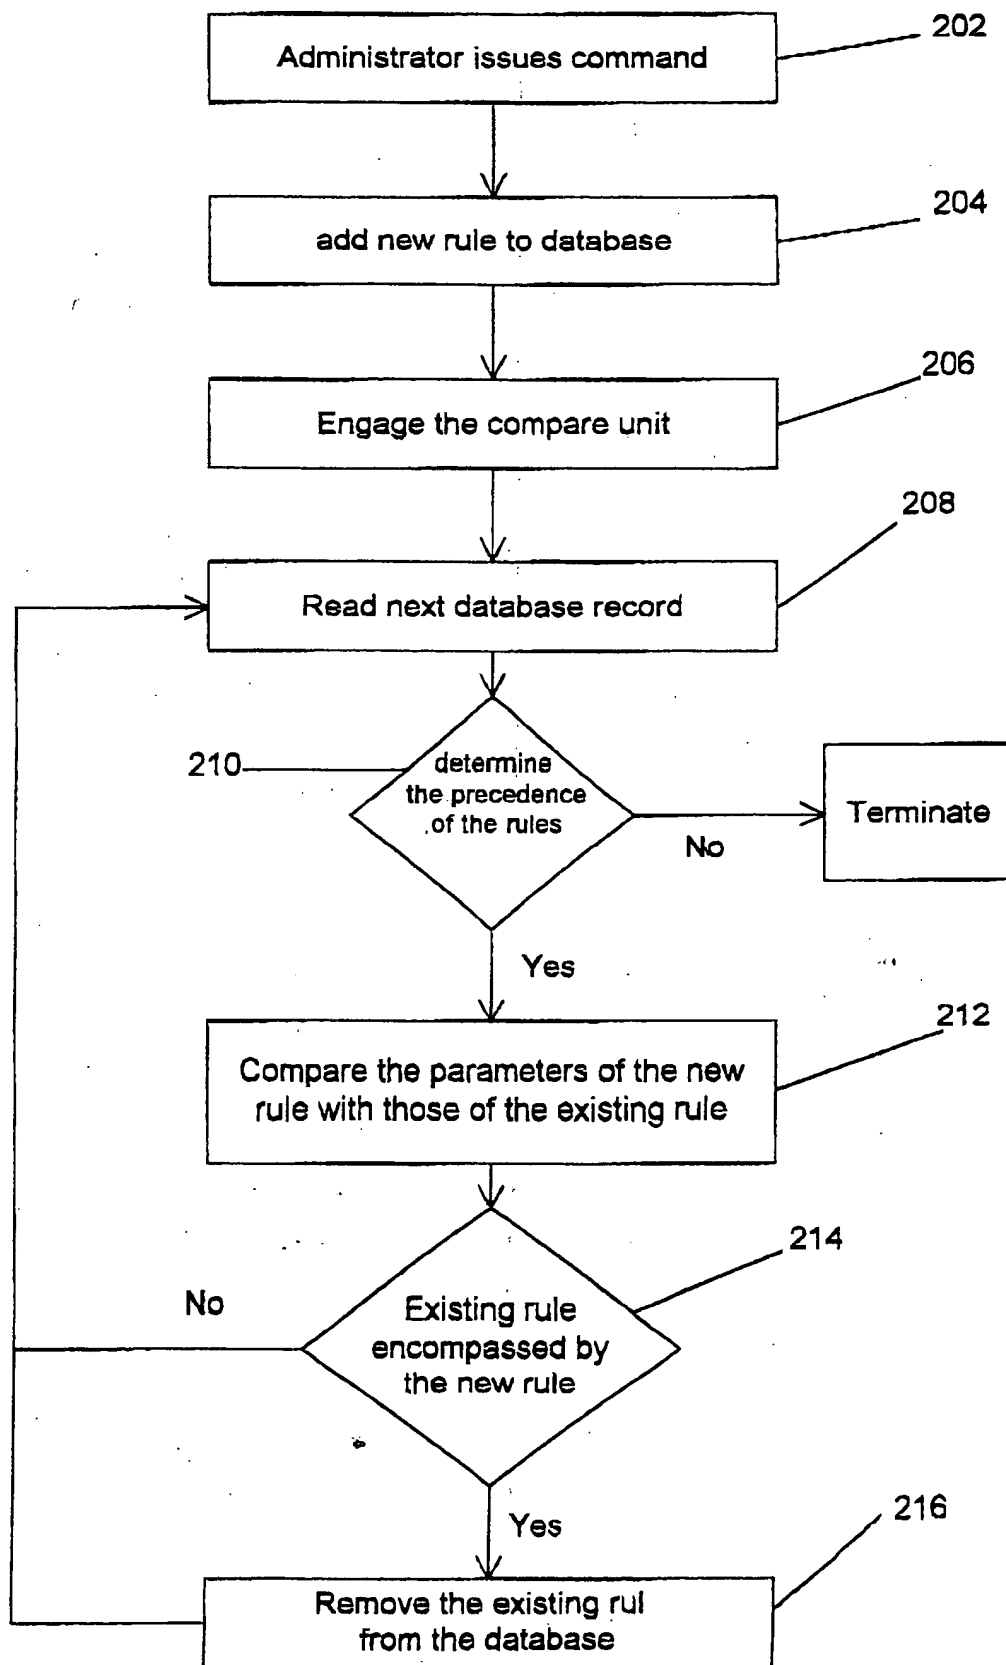 202
Administrator issues command
204
add new rule to database
206
Engage the compare unit
208
Read next database record
210
determine
the precedence
of the rules
Terminate
No
Yes
212
Compare the parameters of the new
rule with those of the existing rule
214
No
Existing rule
encompassed by
the new rule
Yes
216
Remove the existing rul
from the database